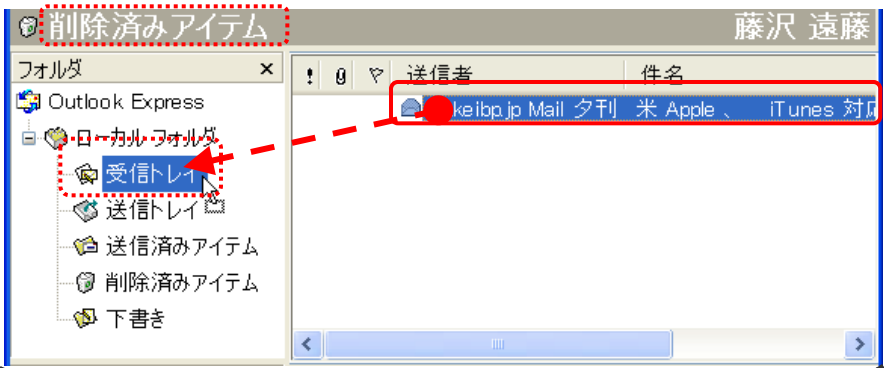 削除済みアイテム 藤沢 遠藤
フォルダ ×
! 送信者 件名
Outlook Express
keibp.jp Mail 夕刊 米 Apple 、 iTunes 対応
ローカル フォルダ
受信トレイ
送信トレイ
送信済みアイテム
削除済みアイテム
下書き